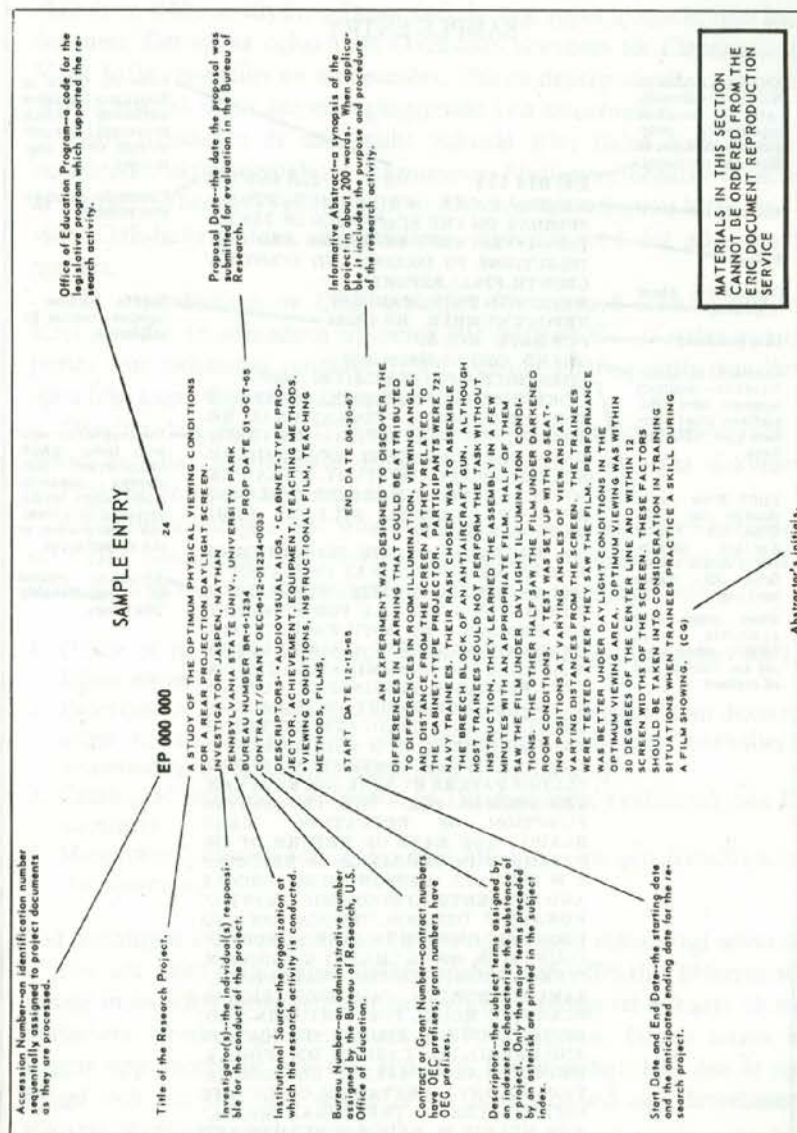 SAMPLE ENTRY
Accession Number--an identification number
sequentially assigned to project documents
as they are processed.
Title of the Research Project.
Investigator(s)--the individual(s) responsi-
ble for the conduct of the project.
Institutional Source--the organization at
which the research activity is conducted.
Bureau Number--an administrative number
assigned by the Bureau of Research, U.S.
Office of Education.
Contract or Grant Number--contract numbers
have OEC prefixes; grant numbers have
OEG prefixes.
Descriptors--the subject terms assigned by
an indexer to characterize the substance of
a project. Only the major terms preceded
by an asterisk are printed in the subject
index.
Start Date and End Date--the starting date
and the anticipated ending date for the re-
search project.
EP 000 000
24
A STUDY OF THE OPTIMUM PHYSICAL VIEWING CONDITIONS
FOR A REAR PROJECTION DAYLIGHT SCREEN.
INVESTIGATOR- JASPEN, NATHAN
PENNSYLVANIA STATE UNIV., UNIVERSITY PARK
BUREAU NUMBER BR-6-1234 PROP DATE 01-OCT-65
CONTRACT/GRANT OEC-6-12-01234-0033
DESCRIPTORS- *AUDIOVISUAL AIDS, *CABINET-TYPE PRO-
JECTOR, ACHIEVEMENT, EQUIPMENT, TEACHING METHODS,
*VIEWING CONDITIONS, INSTRUCTIONAL FILM, TEACHING
METHODS, FILMS,
START DATE 12-15-65 END DATE 06-30-67
AN EXPERIMENT WAS DESIGNED TO DISCOVER THE
DIFFERENCES IN LEARNING THAT COULD BE ATTRIBUTED
TO DIFFERENCES IN ROOM ILLUMINATION, VIEWING ANGLE,
AND DISTANCE FROM THE SCREEN AS THEY RELATED TO
THE CABINET-TYPE PROJECTOR. PARTICIPANTS WERE 721
NAVY TRAINEES. THEIR RASK CHOSEN WAS TO ASSEMBLE
THE BREECH BLOCK OF AN ANTIAIRCRAFT GUN. ALTHOUGH
MOST TRAINEES COULD NOT PERFORM THE TASK WITHOUT
INSTRUCTION, THEY LEARNED THE ASSEMBLY IN A FEW
MINUTES WITH AN APPROPRIATE FILM. HALF OF THEM
SAW THE FILM UNDER DAYLIGHT ILLUMINATION CONDI-
TIONS. THE OTHER HALF SAW THE FILM UNDER DARKENED
ROOM CONDITIONS. A TEST WAS SET UP WITH 60 SEAT-
ING POSITIONS AT VARYING ANGLES OF VIEW AND AT
VARYING DISTANCES FROM THE SCREEN. THE TRAINEES
WERE TESTED AFTER THEY SAW THE FILM. PERFORMANCE
WAS BETTER UNDER DAYLIGHT CONDITIONS IN THE
OPTIMUM VIEWING AREA. OPTIMUM VIEWING WAS WITHIN
30 DEGREES OF THE CENTER LINE AND WITHIN 12
SCREEN WIDTHS OF THE SCREEN. THESE FACTORS
SHOULD BE TAKEN INTO CONSIDERATION IN TRAINING
SITUATIONS WHEN TRAINEES PRACTICE A SKILL DURING
A FILM SHOWING. (CG)
Abstractor's initials.
Office of Education Program--a code for the
legislative program which supported the re-
search activity.
Proposal Date--the date the proposal was
submitted for evaluation in the Bureau of
Research.
Informative Abstract--a synopsis of the
project in about 200 words. When applica-
ble it includes the purpose and procedure
of the research activity.
MATERIALS IN THIS SECTION
CANNOT BE ORDERED FROM THE
ERIC DOCUMENT REPRODUCTION
SERVICE